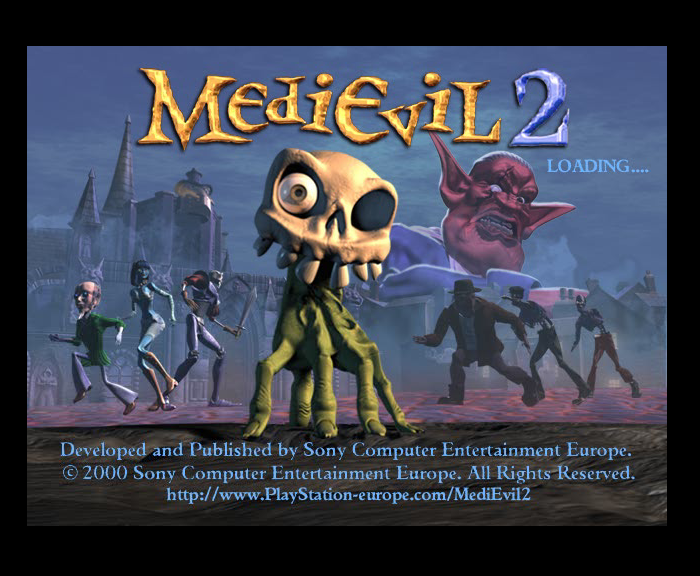 MediEvil 2
LOADING....
Developed and Published by Sony Computer Entertainment Europe.
© 2000 Sony Computer Entertainment Europe. All Rights Reserved.
http://www.PlayStation-europe.com/MediEvil2